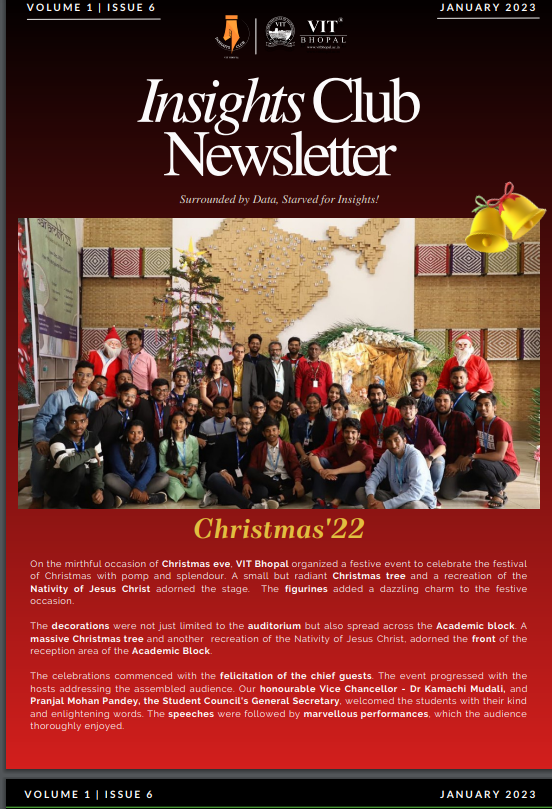 VOLUME 1 | ISSUE 6
JANUARY 2023
VIT
BHOPAL
Insights Club
Newsletter
Surrounded by Data, Starved for Insights!
Christmas'22
On the mirthful occasion of Christmas eve, VIT Bhopal organized a festive event to celebrate the festival
of Christmas with pomp and splendour. A small but radiant Christmas tree and a recreation of the
Nativity of Jesus Christ adorned the stage. The figurines added a dazzling charm to the festive
occasion.
The decorations were not just limited to the auditorium but also spread across the Academic block. A
massive Christmas tree and another recreation of the Nativity of Jesus Christ, adorned the front of the
reception area of the Academic Block.
The celebrations commenced with the felicitation of the chief guests. The event progressed with the
hosts addressing the assembled audience. Our honourable Vice Chancellor - Dr Kamachi Mudali, and
Pranjal Mohan Pandey, the Student Council's General Secretary, welcomed the students with their kind
and enlightening words. The speeches were followed by marvellous performances, which the audience
thoroughly enjoyed.
VOLUME 1 | ISSUE 6
JANUARY 2023